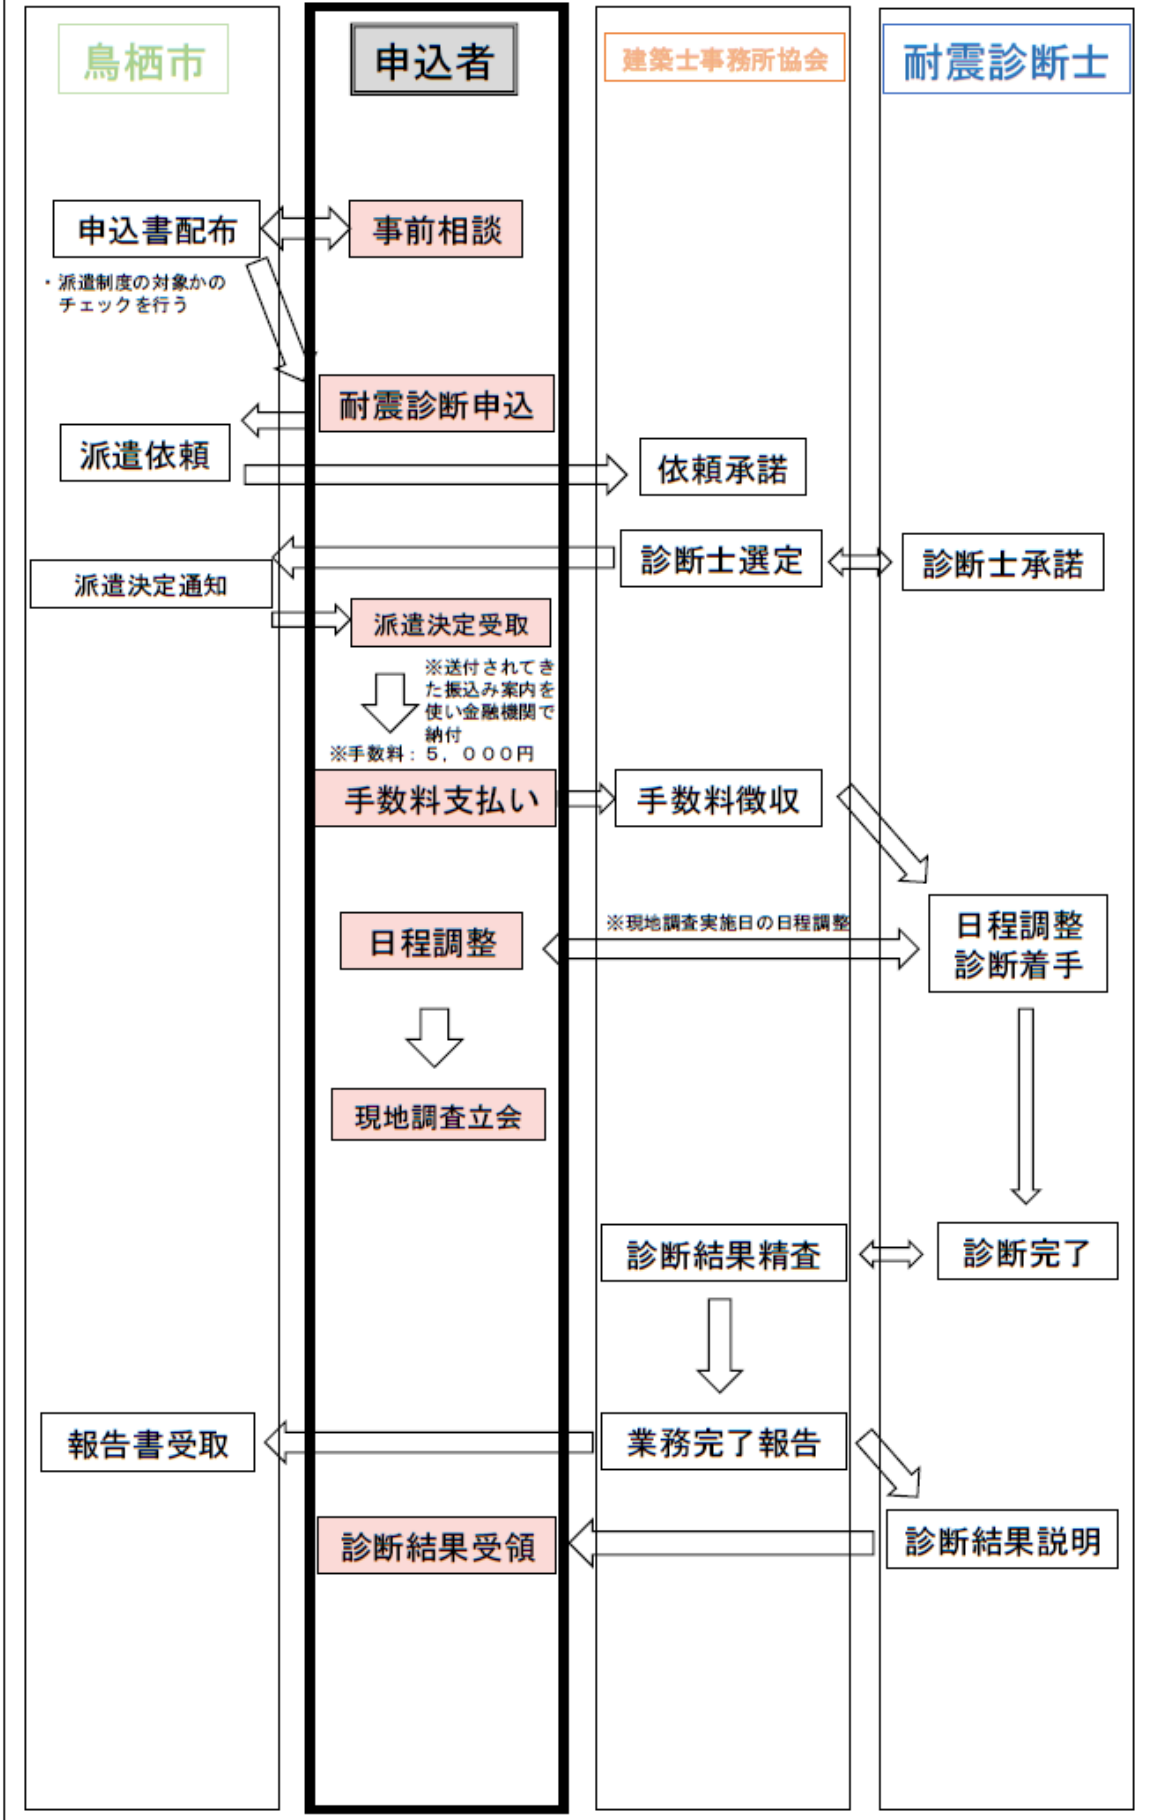 鳥栖市
申込者
建築士事務所協会
耐震診断士
申込書配布
事前相談
・派遣制度の対象かの
チェックを行う
耐震診断申込
派遣依頼
依頼承諾
診断士選定
診断士承諾
派遣決定通知
派遣決定受取
※送付されてき
た振込み案内を
使い金融機関で
納付
※手数料：５，０００円
手数料支払い
手数料徴収
日程調整
※現地調査実施日の日程調整
日程調整
診断着手
現地調査立会
診断結果精査
診断完了
報告書受取
業務完了報告
診断結果受領
診断結果説明